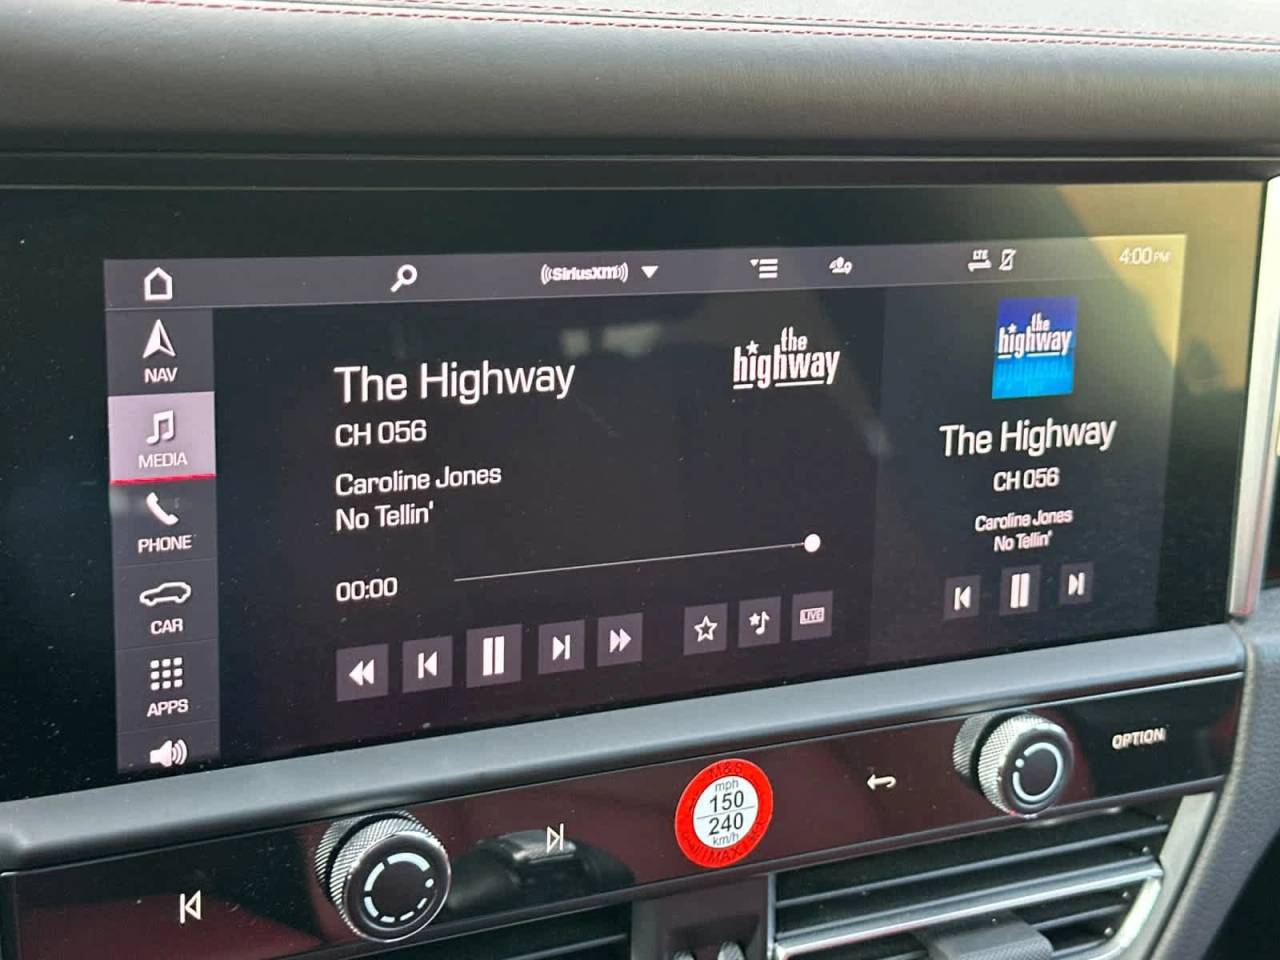 ((SiriusXM))
LTE
4:00 PM
NAV
MEDIA
PHONE
CAR
APPS
The Highway
CH 056
Caroline Jones
No Tellin'
the
highway
00:00
LIVE
the
highway
The Highway
CH 056
Caroline Jones
No Tellin'
OPTION
M&S
mph
150
240
km/h
MAX